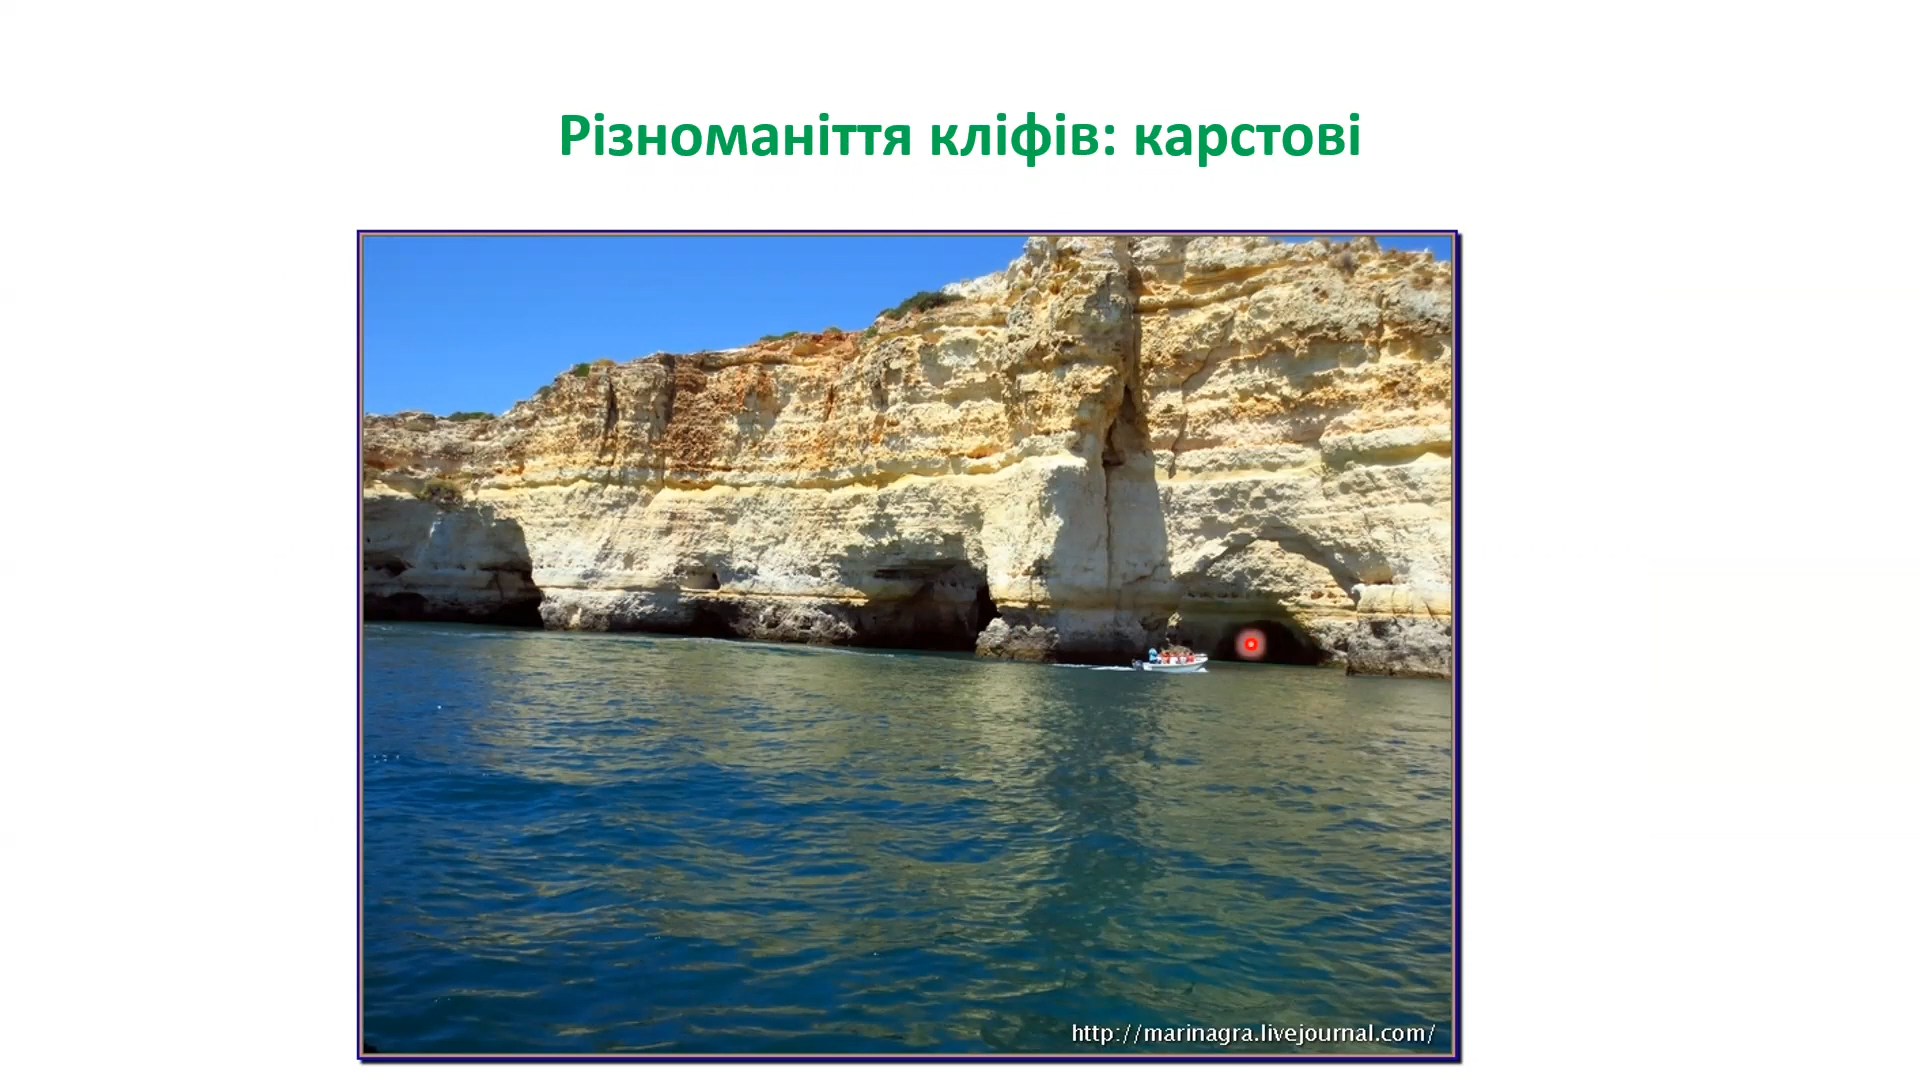 Різноманіття кліфів: карстові
http://marinagra.livejournal.com/